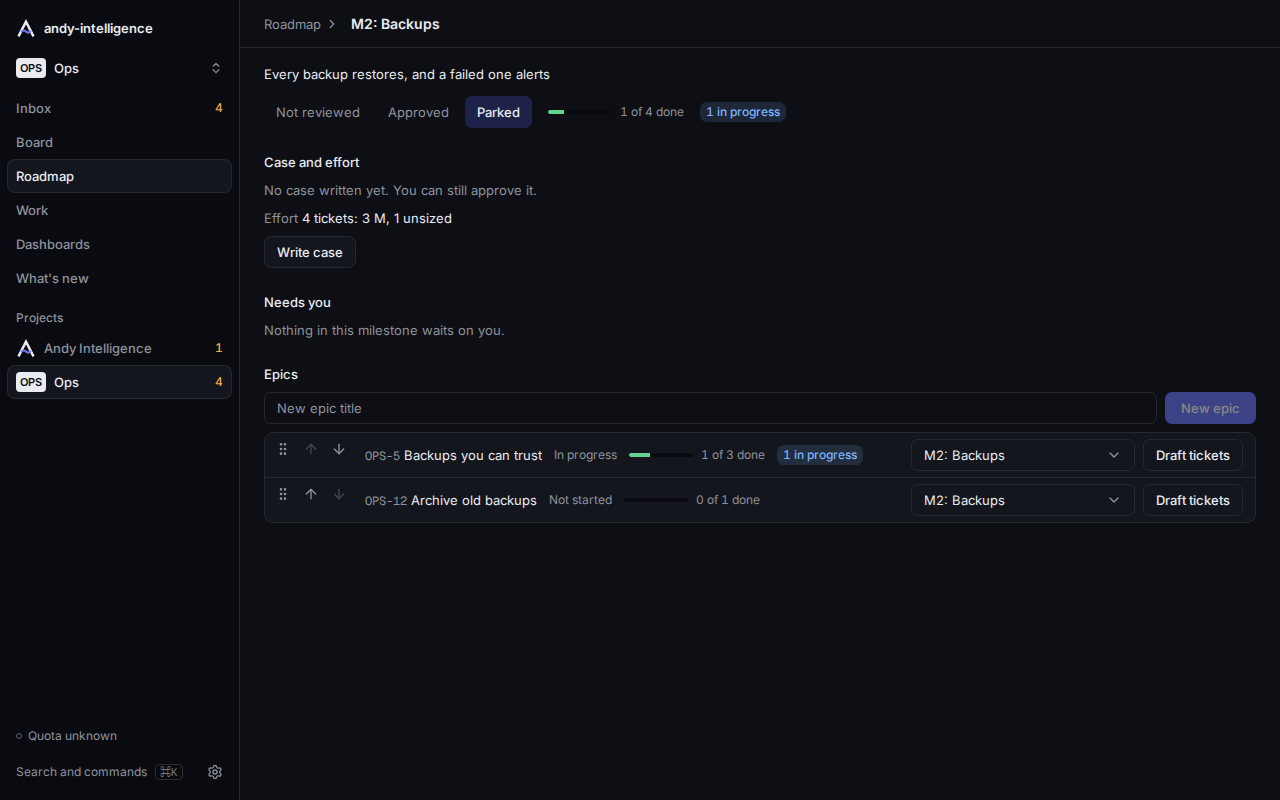 andy-intelligence
OPS Ops
Inbox 4
Board
Roadmap
Work
Dashboards
What's new
Projects
Andy Intelligence 1
OPS Ops 4
Quota unknown
Search and commands ⌘K
Roadmap M2: Backups
Every backup restores, and a failed one alerts
Not reviewed Approved Parked 1 of 4 done 1 in progress
Case and effort
No case written yet. You can still approve it.
Effort 4 tickets: 3 M, 1 unsized
Write case
Needs you
Nothing in this milestone waits on you.
Epics
New epic title New epic
OPS-5 Backups you can trust In progress 1 of 3 done 1 in progress M2: Backups Draft tickets
OPS-12 Archive old backups Not started 0 of 1 done M2: Backups Draft tickets